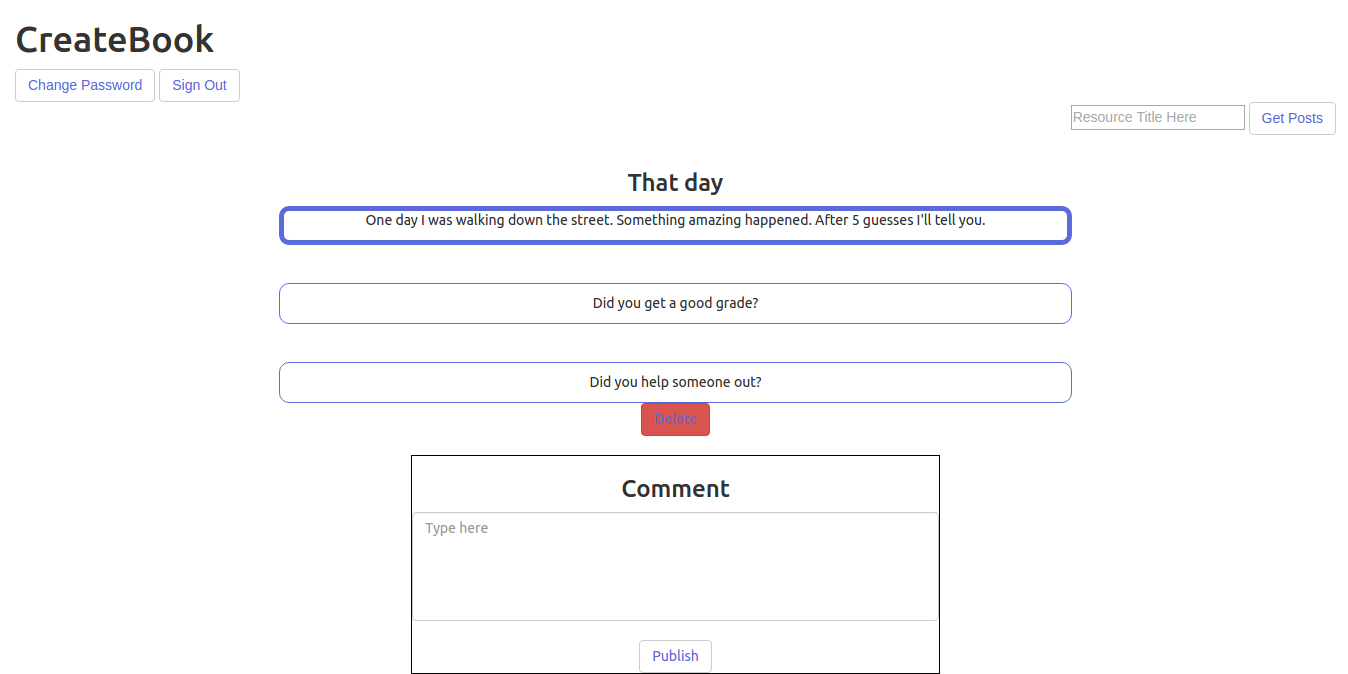 CreateBook
Change Password Sign Out
Resource Title Here Get Posts
That day
One day I was walking down the street. Something amazing happened. After 5 guesses I'll tell you.
Did you get a good grade?
Did you help someone out?
Delete
Comment
Type here
Publish